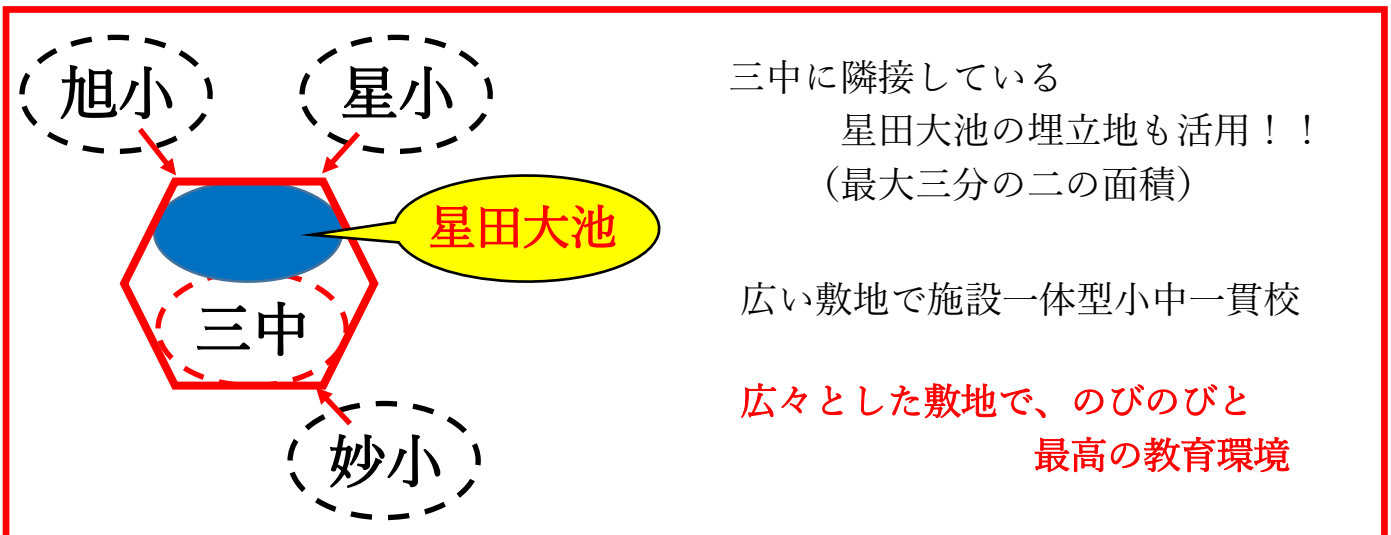 旭小
星小
星田大池
三中
妙小
三中に隣接している
星田大池の埋立地も活用！！
（最大三分の二の面積）
広い敷地で施設一体型小中一貫校
広々とした敷地で、のびのびと
最高の教育環境